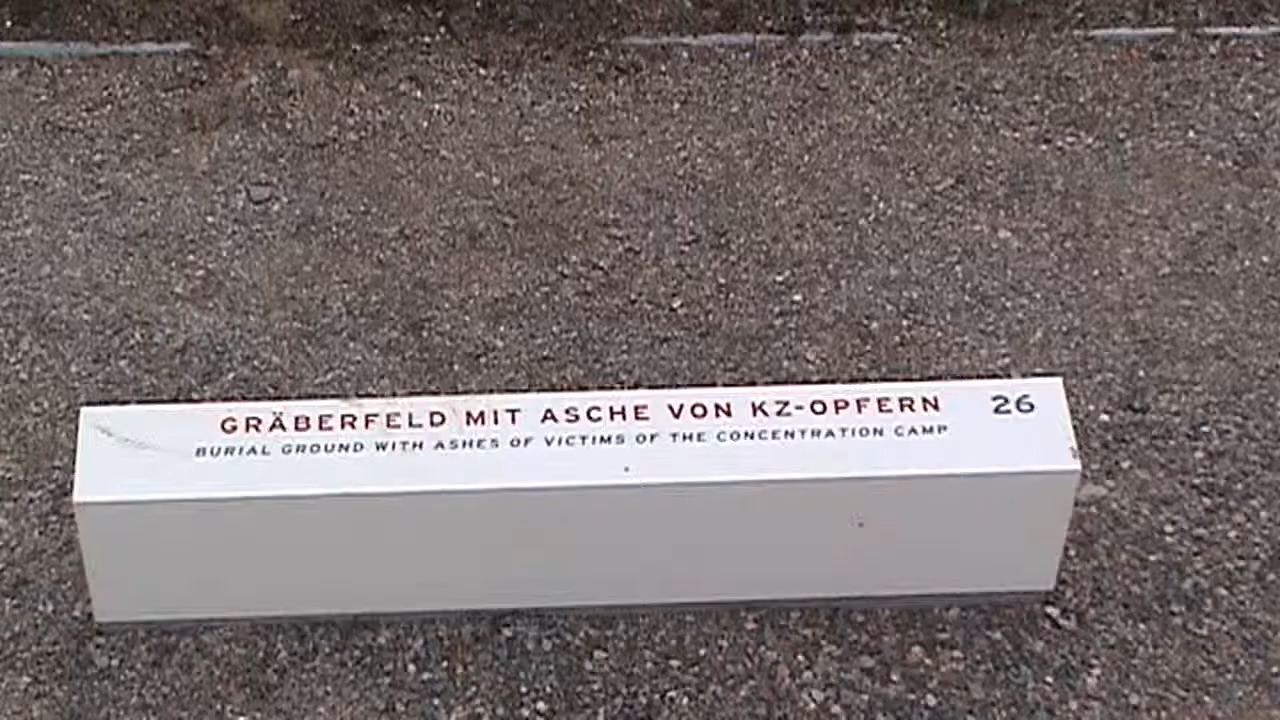 GRÄBERFELD MIT ASCHE VON KZ-OPFERN 26
BURIAL GROUND WITH ASHES OF VICTIMS OF THE CONCENTRATION CAMP